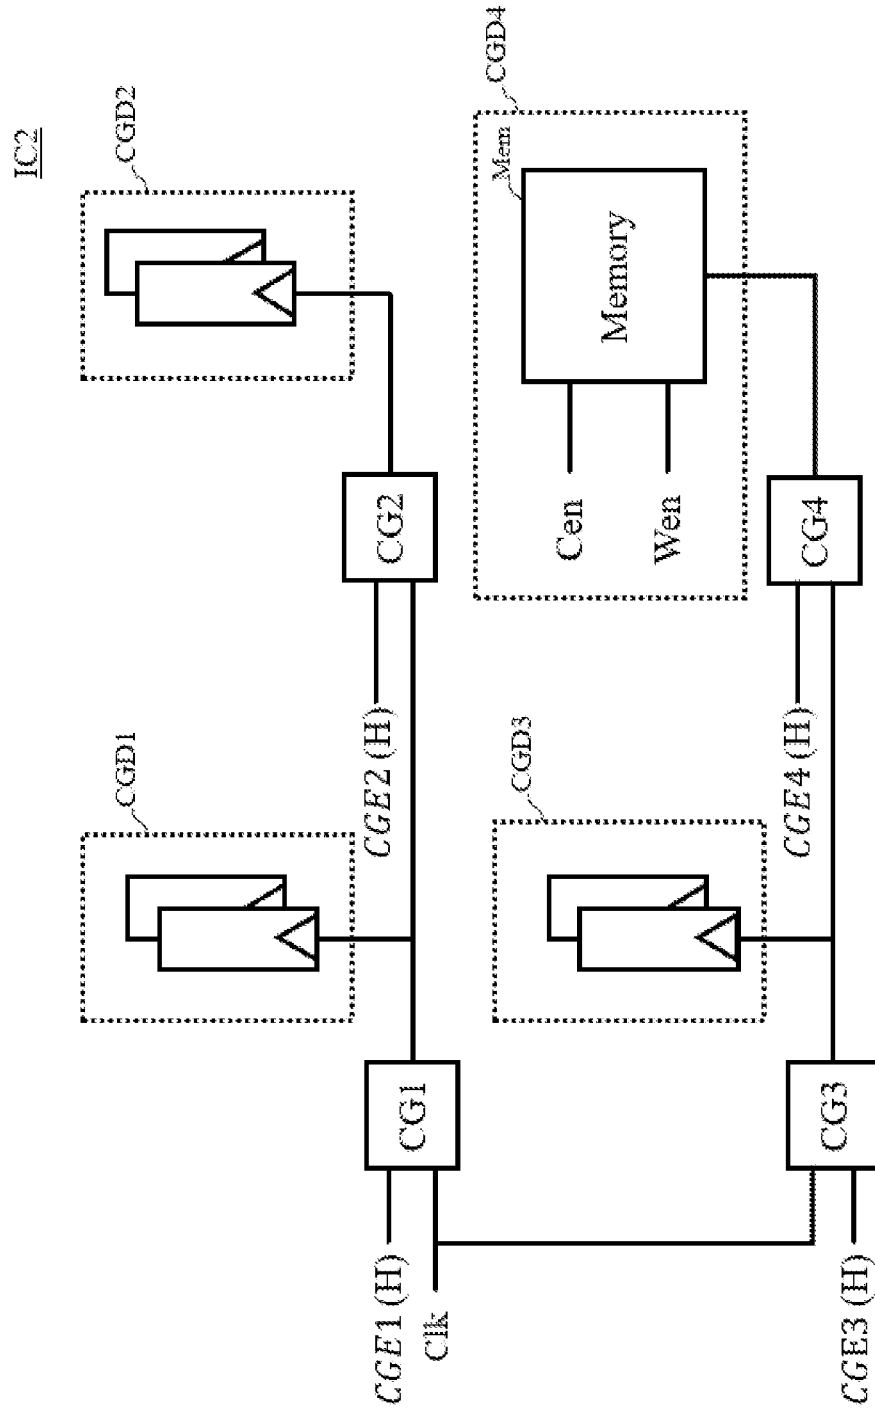 IC2
CGD1
CGD2
CGE1 (H)
Clk
CG1
CGE2 (H)
CG2
CGD3
CGD4
Mem
Memory
Cen
Wen
CGE3 (H)
CG3
CGE4 (H)
CG4